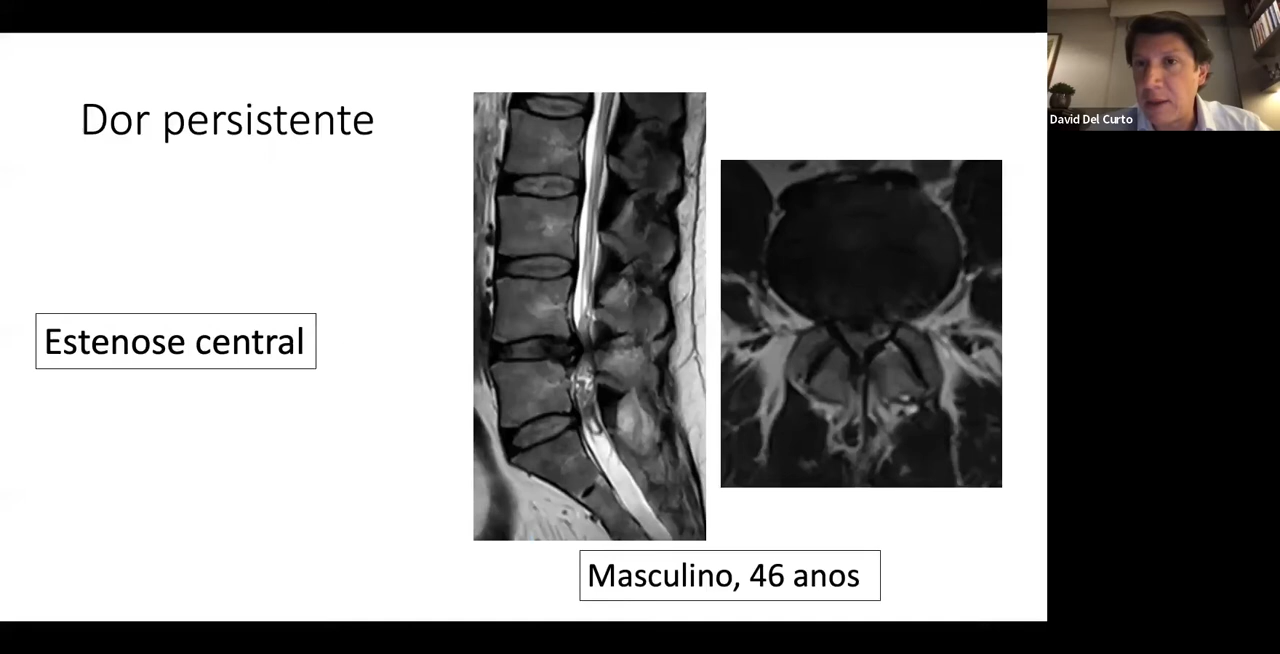 Dor persistente
David Del Curto
Estenose central
Masculino, 46 anos